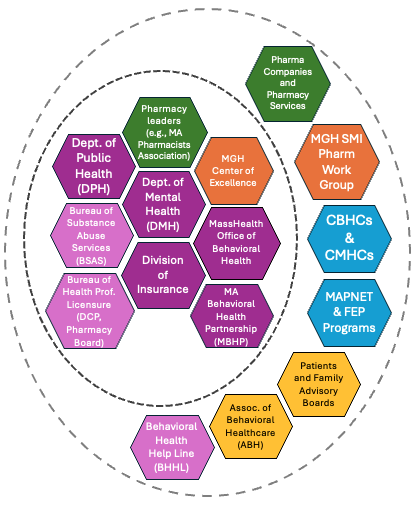 Pharma
Companies
and
Pharmacy
Services
Pharmacy
leaders
(e.g., MA
Pharmacists
Association)
MGH SMI
Pharm
Work
Group
Dept. of
Public
Health
(DPH)
MGH
Center of
Excellence
Dept. of
Mental
Health
(DMH)
Bureau of
Substance
Abuse
Services
(BSAS)
MassHealth
Office of
Behavioral
Health
CBHCs
&
CMHCs
Division
of
Insurance
Bureau of
Health Prof.
Licensure
(DCP,
Pharmacy
Board)
MA
Behavioral
Health
Partnership
(MBHP)
MAPNET
& FEP
Programs
Patients
and Family
Advisory
Boards
Assoc. of
Behavioral
Healthcare
(ABH)
Behavioral
Health
Help Line
(BHHL)